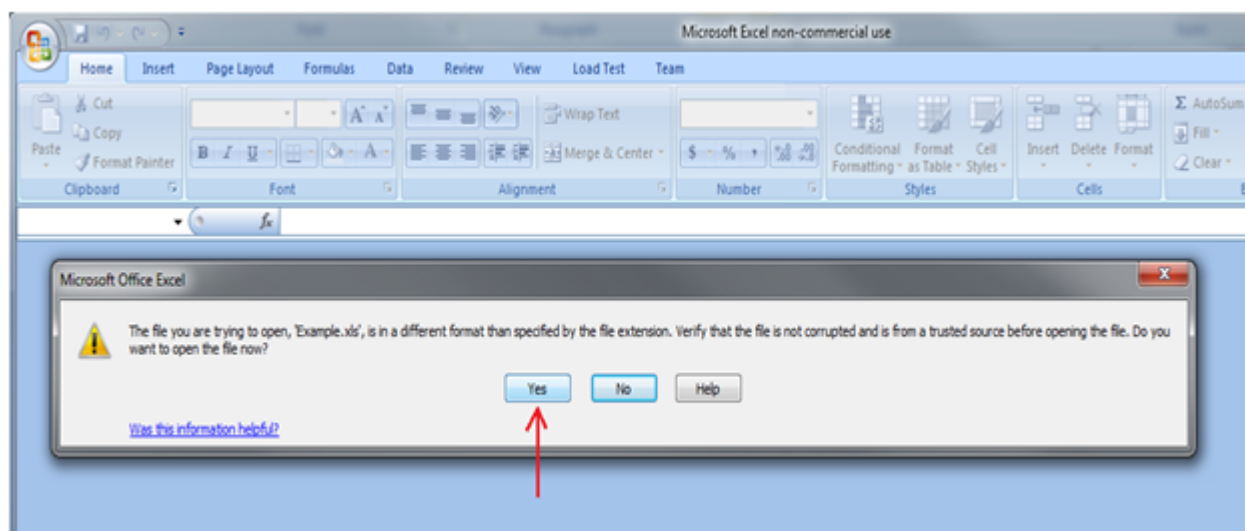 Microsoft Excel non-commercial use
Home Insert Page Layout Formulas Data Review View Load Test Team
Cut
Copy
Format Painter
Paste
Clipboard
A A
B I U A
Font
Wrap Text
Merge & Center
Alignment
$ % ,
Number
Conditional Formatting
Format as Table
Cell Styles
Styles
Insert Delete Format
Cells
Σ AutoSum
Fill
Clear
fx
Microsoft Office Excel
The file you are trying to open, 'Example.xls', is in a different format than specified by the file extension. Verify that the file is not corrupted and is from a trusted source before opening the file. Do you
want to open the file now?
Yes No Help
Was this information helpful?